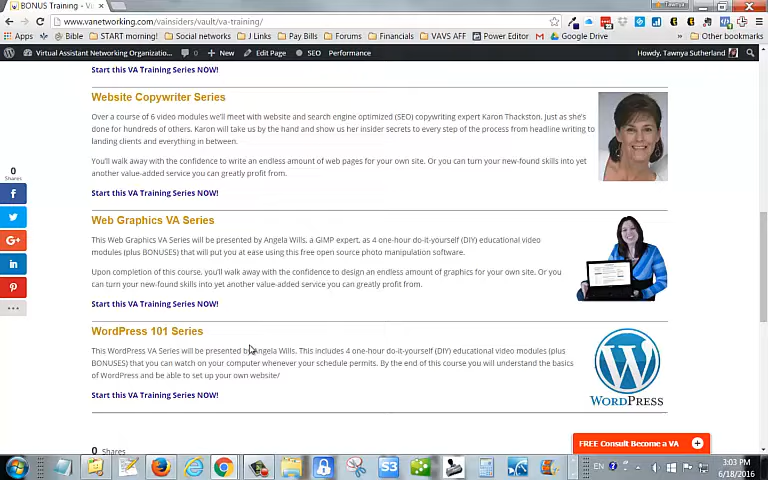 BONUS Training - Vi
Tawnya
www.vanetworking.com/vainsiders/vault/va-training/
Apps
Bible
START morning!
Social networks
J Links
Pay Bills
Forums
Financials
VAVS AFF
Power Editor
Google Drive
Other bookmarks
Virtual Assistant Networking Organizatio...
0
New
Edit Page
SEO
Performance
Howdy, Tawnya Sutherland
Start this VA Training Series NOW!
Website Copywriter Series
Over a course of 6 video modules we'll meet with website and search engine optimized (SEO) copywriting expert Karon Thackston. Just as she's
done for hundreds of others. Karon will take us by the hand and show us her insider secrets to every step of the process from headline writing to
landing clients and everything in between.
You'll walk away with the confidence to write an endless amount of web pages for your own site. Or you can turn your new-found skills into yet
another value-added service you can greatly profit from.
Start this VA Training Series NOW!
0
Shares
Web Graphics VA Series
This Web Graphics VA Series will be presented by Angela Wills, a GIMP expert, as 4 one-hour do-it-yourself (DIY) educational video
modules (plus BONUSES) that will put you at ease using this free open source photo manipulation software.
Upon completion of this course, you'll walk away with the confidence to design an endless amount of graphics for your own site. Or you
can turn your new-found skills into yet another value-added service you can greatly profit from.
Start this VA Training Series NOW!
WordPress 101 Series
This WordPress VA Series will be presented by Angela Wills. This includes 4 one-hour do-it-yourself (DIY) educational video modules (plus
BONUSES) that you can watch on your computer whenever your schedule permits. By the end of this course you will understand the basics
of WordPress and be able to set up your own website/
WORDPRESS
Start this VA Training Series NOW!
0 Shares
FREE Consult Become a VA
S3
EN
3:03 PM
6/18/2016